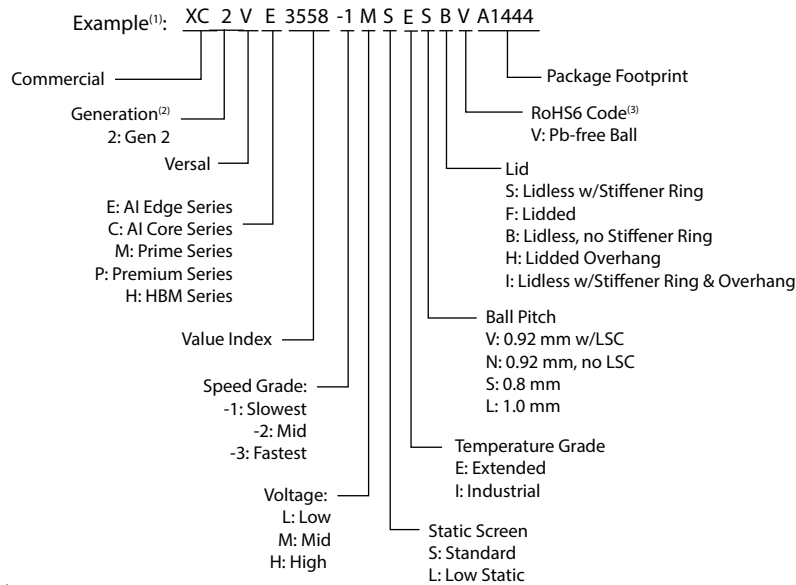 Example(1): XC 2 V E 3558 -1 M S E S B V A1444
Commercial
Package Footprint
Generation(2)
2: Gen 2
RoHS6 Code(3)
V: Pb-free Ball
Versal
Lid
S: Lidless w/Stiffener Ring
F: Lidded
B: Lidless, no Stiffener Ring
H: Lidded Overhang
I: Lidless w/Stiffener Ring & Overhang
E: AI Edge Series
C: AI Core Series
M: Prime Series
P: Premium Series
H: HBM Series
Ball Pitch
V: 0.92 mm w/LSC
N: 0.92 mm, no LSC
S: 0.8 mm
L: 1.0 mm
Value Index
Speed Grade:
-1: Slowest
-2: Mid
-3: Fastest
Temperature Grade
E: Extended
I: Industrial
Voltage:
L: Low
M: Mid
H: High
Static Screen
S: Standard
L: Low Static